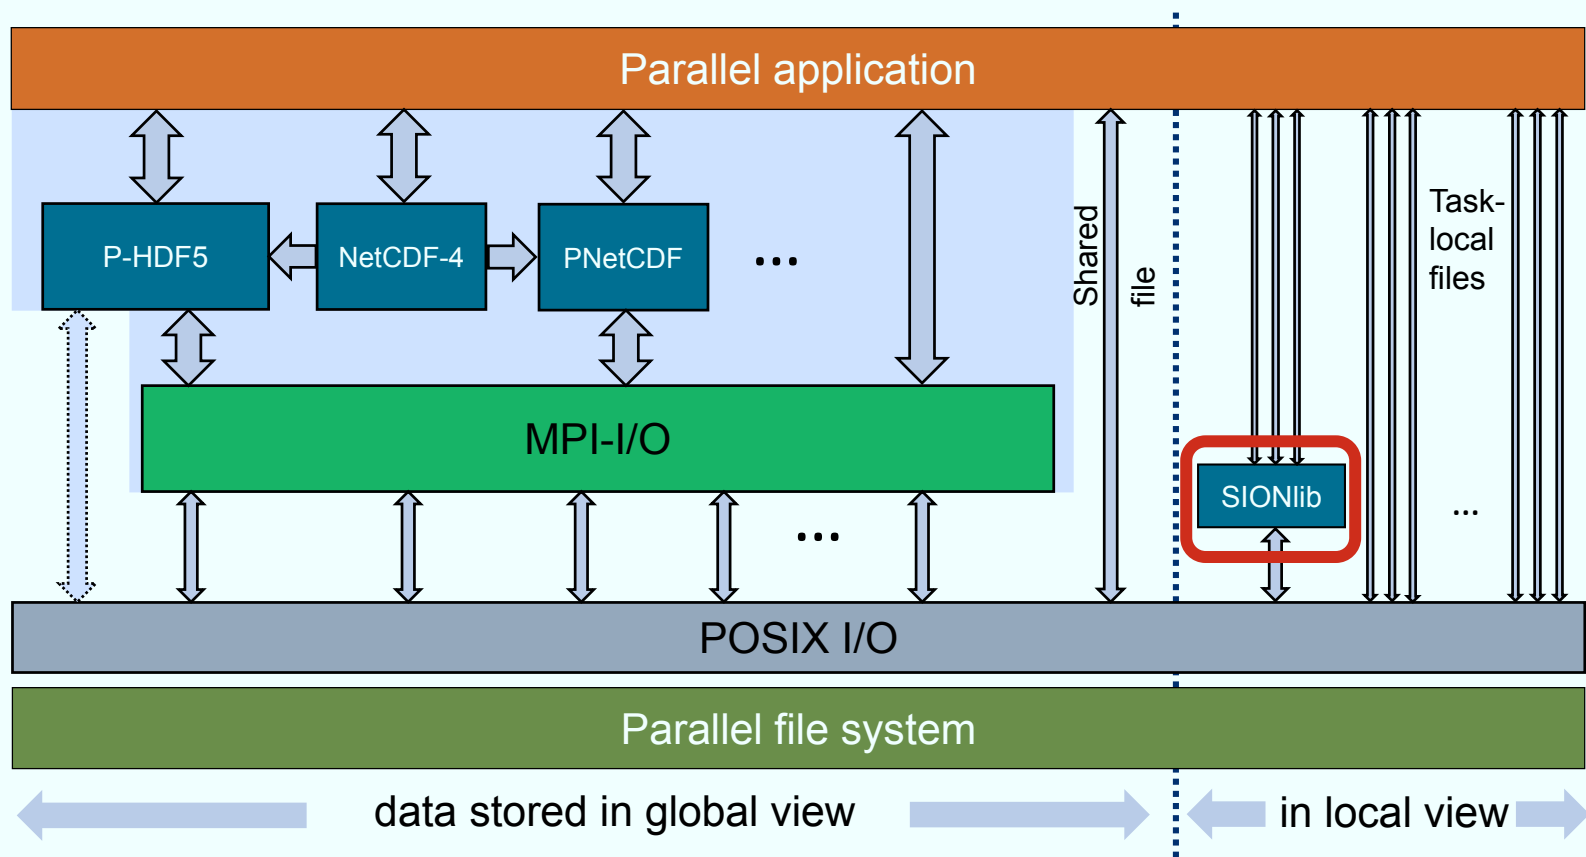 Parallel application
P-HDF5
NetCDF-4
PNetCDF
...
Shared
file
Task-
local
files
MPI-I/O
SIONlib
...
...
POSIX I/O
Parallel file system
data stored in global view
in local view